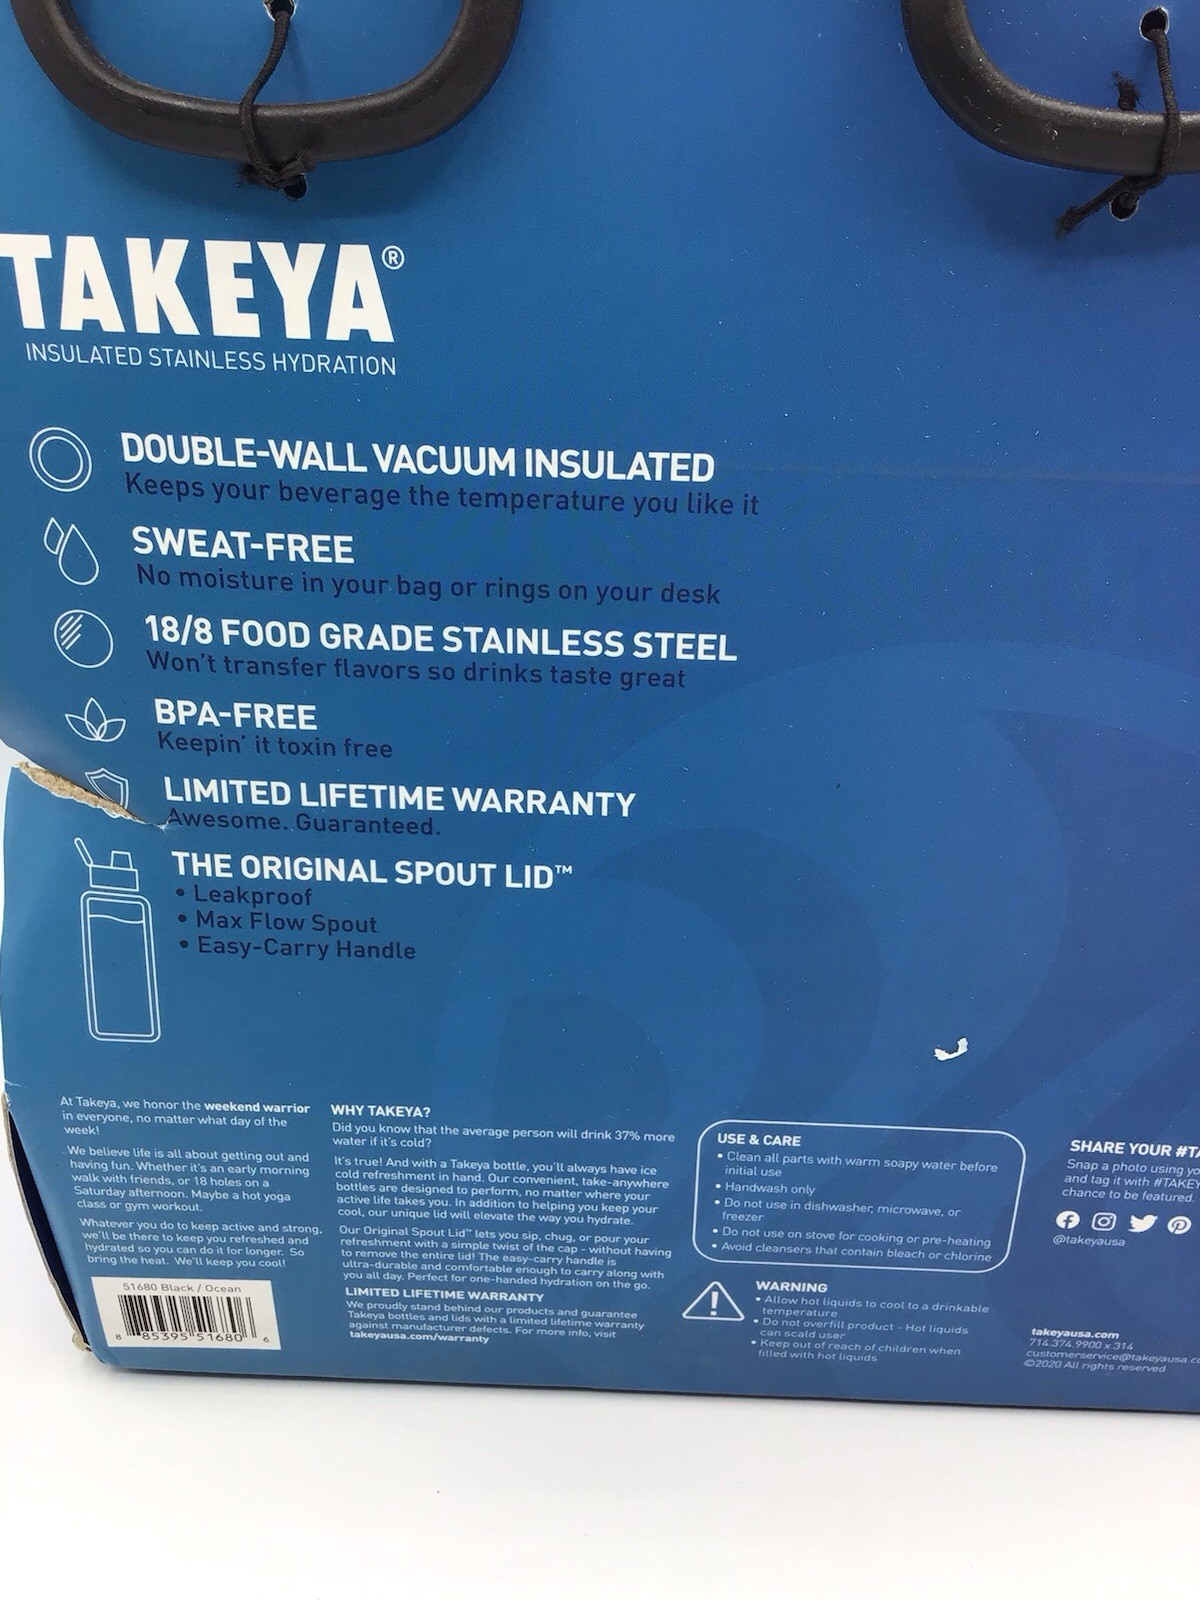 TAKEYA®
INSULATED STAINLESS HYDRATION
DOUBLE-WALL VACUUM INSULATED
Keeps your beverage the temperature you like it
SWEAT-FREE
No moisture in your bag or rings on your desk
18/8 FOOD GRADE STAINLESS STEEL
Won't transfer flavors so drinks taste great
BPA-FREE
Keepin' it toxin free
LIMITED LIFETIME WARRANTY
Awesome. Guaranteed.
THE ORIGINAL SPOUT LID™
• Leakproof
• Max Flow Spout
• Easy-Carry Handle
At Takeya, we honor the weekend warrior
in everyone, no matter what day of the
week!
We believe life is all about getting out and
having fun. Whether it's an early morning
walk with friends, or 18 holes on a
Saturday afternoon. Maybe a hot yoga
class or gym workout.
Whatever you do to keep active and strong,
we'll be there to keep you refreshed and
hydrated so you can do it for longer. So
bring the heat. We'll keep you cool!
51680 Black / Ocean
8 85395 51680 6
WHY TAKEYA?
Did you know that the average person will drink 37% more
water if it's cold?
It's true! And with a Takeya bottle, you'll always have ice
cold refreshment in hand. Our convenient, take-anywhere
bottles are designed to perform, no matter where your
active life takes you. In addition to helping you keep your
cool, our unique lid will elevate the way you hydrate.
Our Original Spout Lid™ lets you sip, chug, or pour your
refreshment with a simple twist of the cap - without having
to remove the entire lid! The easy-carry handle is
ultra-durable and comfortable enough to carry along with
you all day. Perfect for one-handed hydration on the go.
LIMITED LIFETIME WARRANTY
We proudly stand behind our products and guarantee
Takeya bottles and lids with a limited lifetime warranty
against manufacturer defects. For more info, visit
takeyausa.com/warranty
USE & CARE
• Clean all parts with warm soapy water before
initial use
• Handwash only
• Do not use in dishwasher, microwave, or
freezer
• Do not use on stove for cooking or pre-heating
• Avoid cleansers that contain bleach or chlorine
WARNING
• Allow hot liquids to cool to a drinkable
temperature
• Do not overfill product - Hot liquids
can scald user
• Keep out of reach of children when
filled with hot liquids
SHARE YOUR #TA
Snap a photo using yo
and tag it with #TAKEY
chance to be featured.
@takeyausa
takeyausa.com
714.374.9900 x 314
customerservice@takeyausa.co
©2020 All rights reserved